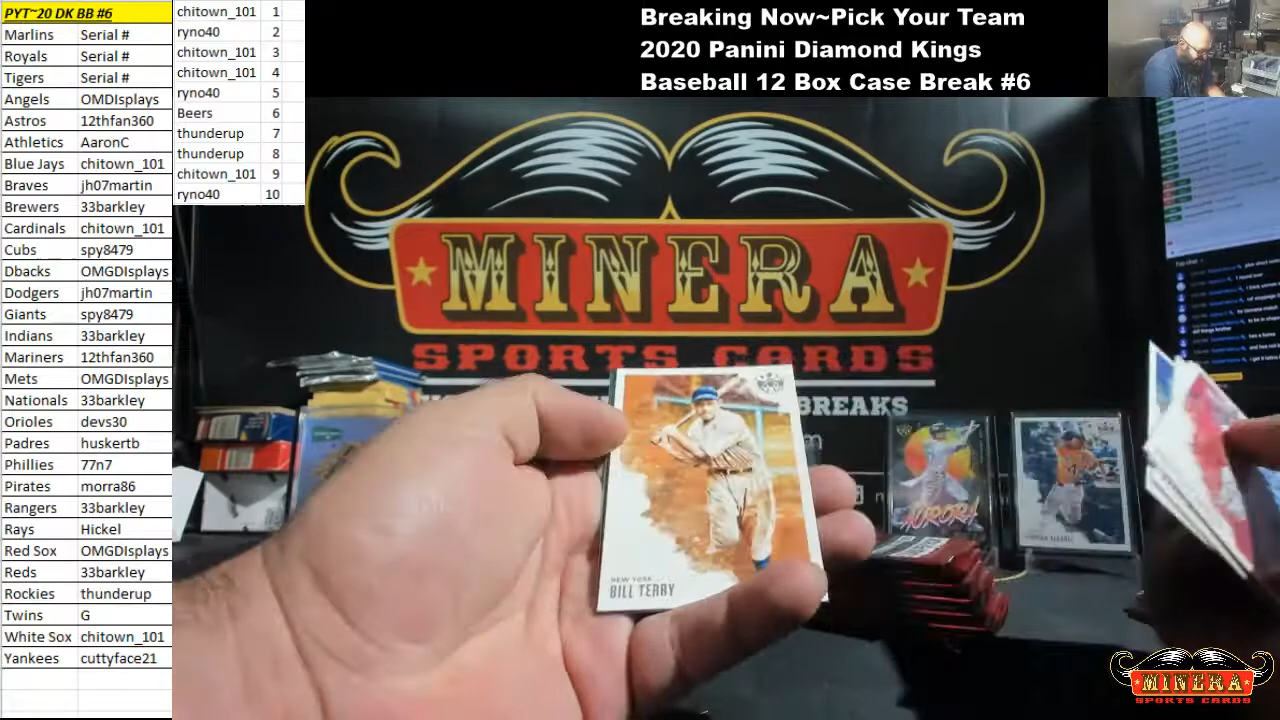 PYT~20 DK BB #6
Marlins Serial #
Royals Serial #
Tigers Serial #
Angels OMDIsplays
Astros 12thfan360
Athletics AaronC
Blue Jays chitown_101
Braves jh07martin
Brewers 33barkley
Cardinals chitown_101
Cubs spy8479
Dbacks OMGDIsplays
Dodgers jh07martin
Giants spy8479
Indians 33barkley
Mariners 12thfan360
Mets OMGDIsplays
Nationals 33barkley
Orioles devs30
Padres huskertb
Phillies 77n7
Pirates morra86
Rangers 33barkley
Rays Hickel
Red Sox OMGDIsplays
Reds 33barkley
Rockies thunderup
Twins G
White Sox chitown_101
Yankees cuttyface21
chitown_101 1
ryno40 2
chitown_101 3
chitown_101 4
ryno40 5
Beers 6
thunderup 7
thunderup 8
chitown_101 9
ryno40 10
Breaking Now~Pick Your Team
2020 Panini Diamond Kings
Baseball 12 Box Case Break #6
MINERA
SPORTS CARDS
BREAKS
NEW YORK
BILL TERRY
AURORA
MINERA
SPORTS CARDS